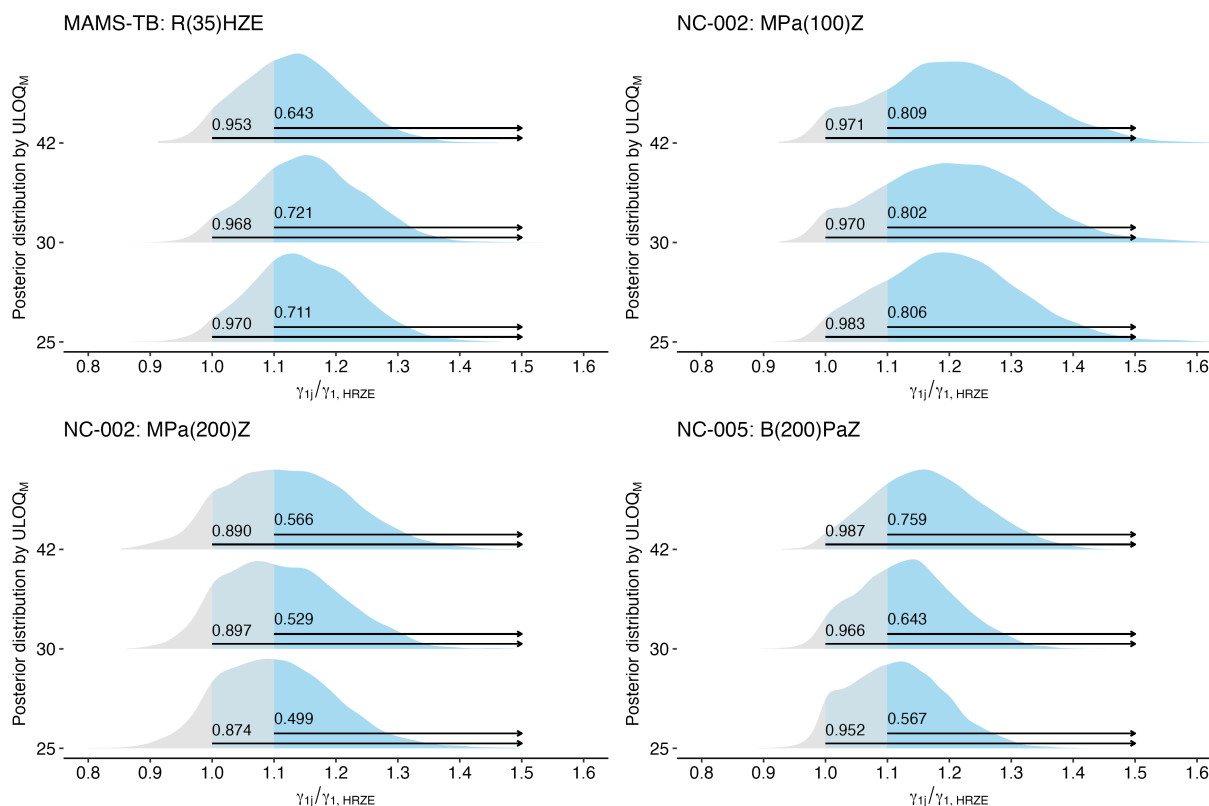 MAMS-TB: R(35)HZE
Posterior distribution by ULOQM
42
0.953
0.643
30
0.968
0.721
25
0.970
0.711
0.8 0.9 1.0 1.1 1.2 1.3 1.4 1.5 1.6
γ1j/γ1, HRZE
NC-002: MPa(100)Z
Posterior distribution by ULOQM
42
0.971
0.809
30
0.970
0.802
25
0.983
0.806
0.8 0.9 1.0 1.1 1.2 1.3 1.4 1.5 1.6
γ1j/γ1, HRZE
NC-002: MPa(200)Z
Posterior distribution by ULOQM
42
0.890
0.566
30
0.897
0.529
25
0.874
0.499
0.8 0.9 1.0 1.1 1.2 1.3 1.4 1.5 1.6
γ1j/γ1, HRZE
NC-005: B(200)PaZ
Posterior distribution by ULOQM
42
0.987
0.759
30
0.966
0.643
25
0.952
0.567
0.8 0.9 1.0 1.1 1.2 1.3 1.4 1.5 1.6
γ1j/γ1, HRZE